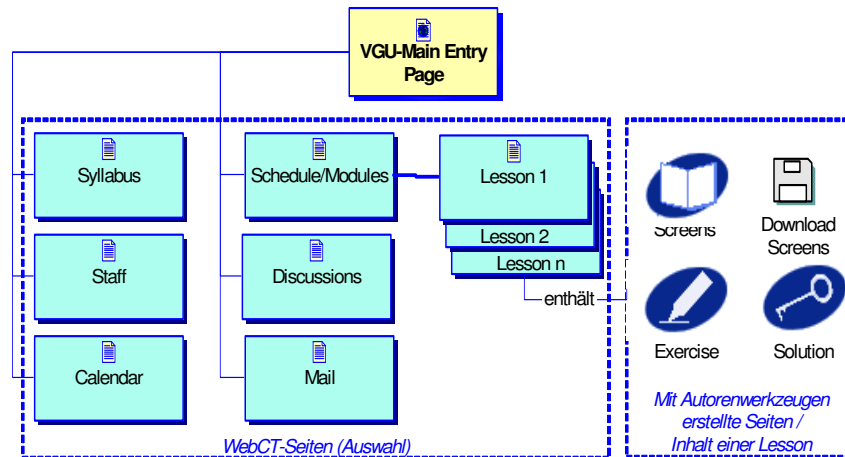 VGU-Main Entry
Page
Syllabus
Schedule/Modules
Lesson 1
Lesson 2
Lesson n
Staff
Discussions
enthält
Calendar
Mail
WebCT-Seiten (Auswahl)
Screens
Download
Screens
Exercise
Solution
Mit Autorenwerkzeugen
erstellte Seiten /
Inhalt einer Lesson